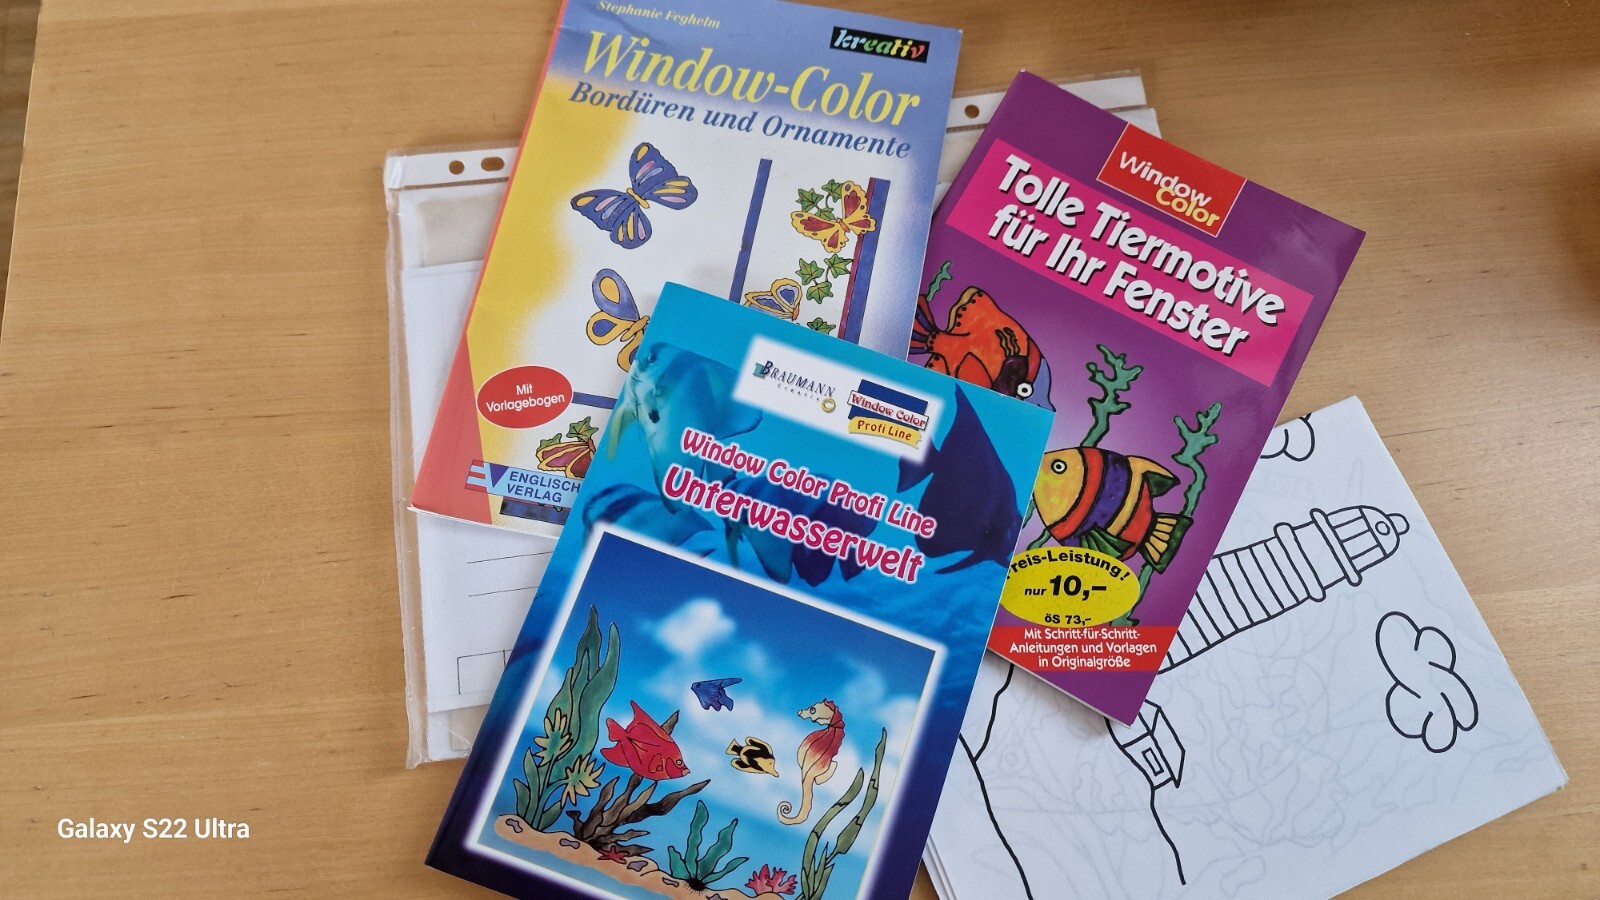 Stephanie Feghelm
kreativ
Window-Color
Bordüren und Ornamente
Mit
Vorlagebogen
ENGLISCH
VERLAG
Window
Color
Tolle Tiermotive
für Ihr Fenster
reis-Leistung!
nur 10,-
öS 73,-
Mit Schritt-für-Schritt-
Anleitungen und Vorlagen
in Originalgröße
BRAUMANN
Creativ
Window Color
Profi Line
Window Color Profi Line
Unterwasserwelt
Galaxy S22 Ultra